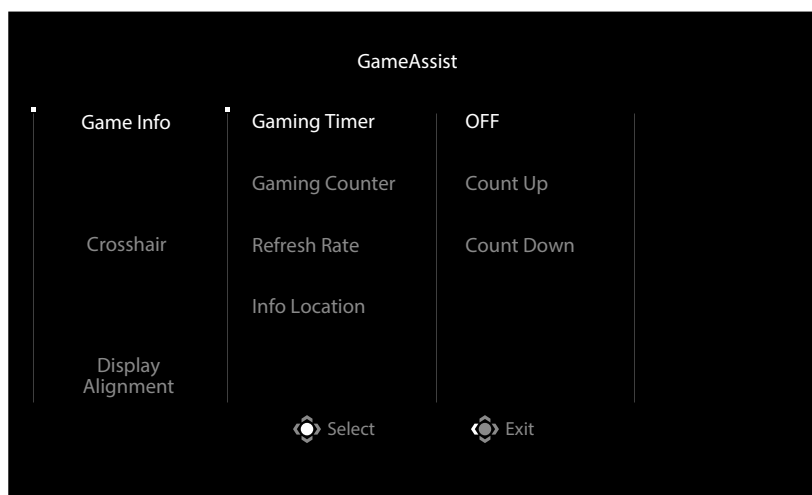 GameAssist
Game Info
Gaming Timer
OFF
Gaming Counter
Count Up
Crosshair
Refresh Rate
Count Down
Info Location
Display
Alignment
Select
Exit